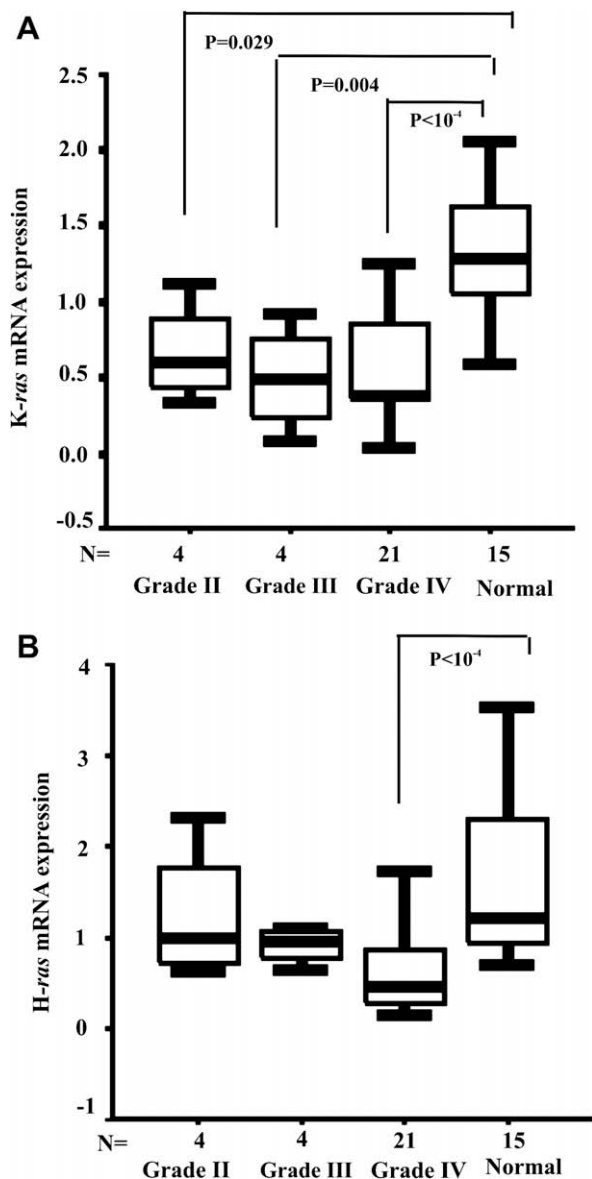 A
P=0.029
P=0.004
P<10⁻⁴
2.5
2.0
1.5
1.0
0.5
0.0
-0.5
K-ras mRNA expression
N= 4 4 21 15
Grade II Grade III Grade IV Normal
B
P<10⁻⁴
4
3
2
1
0
-1
H-ras mRNA expression
N= 4 4 21 15
Grade II Grade III Grade IV Normal